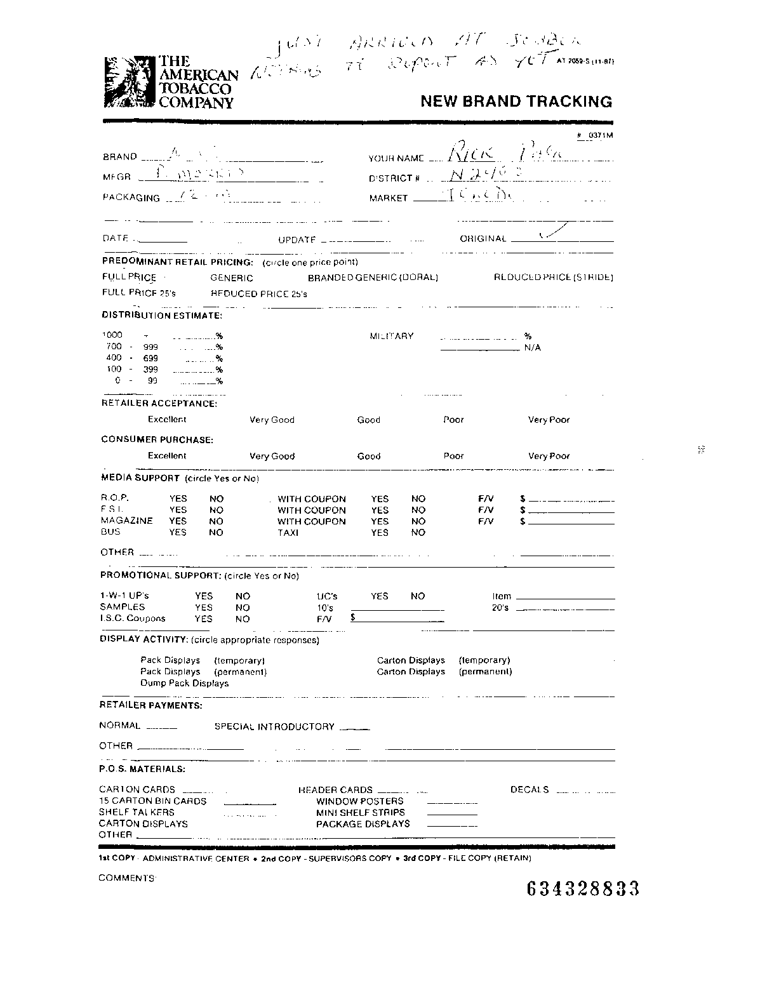 JUST ARRIVED AT
NOTHING TO REPORT AS YET AT 2059-S (11-87)
THE
AMERICAN
TOBACCO
COMPANY
NEW BRAND TRACKING
# 0371M
BRAND YOUR NAME RICK
MFGR P. MORRIS DISTRICT #
PACKAGING MARKET TOLEDO
DATE UPDATE ORIGINAL ✓
PREDOMINANT RETAIL PRICING: (circle one price point)
FULL PRICE GENERIC BRANDED GENERIC (DORAL) REDUCED PRICE (STRIDE)
FULL PRICE 25's REDUCED PRICE 25's
DISTRIBUTION ESTIMATE:
1000 + % MILITARY %
700 - 999 % N/A
400 - 699 %
100 - 399 %
0 - 99 %
RETAILER ACCEPTANCE:
Excellent Very Good Good Poor Very Poor
CONSUMER PURCHASE:
Excellent Very Good Good Poor Very Poor
MEDIA SUPPORT (circle Yes or No)
R.O.P. YES NO WITH COUPON YES NO F/V $
F.S.I. YES NO WITH COUPON YES NO F/V $
MAGAZINE YES NO WITH COUPON YES NO F/V $
BUS YES NO TAXI YES NO
OTHER
PROMOTIONAL SUPPORT: (circle Yes or No)
1-W-1 UP's YES NO UC's YES NO Item
SAMPLES YES NO 10's 20's
I.S.C. Coupons YES NO F/V $
DISPLAY ACTIVITY: (circle appropriate responses)
Pack Displays (temporary) Carton Displays (temporary)
Pack Displays (permanent) Carton Displays (permanent)
Dump Pack Displays
RETAILER PAYMENTS:
NORMAL SPECIAL INTRODUCTORY
OTHER
P.O.S. MATERIALS:
CARTON CARDS HEADER CARDS DECALS
15 CARTON BIN CARDS WINDOW POSTERS
SHELF TALKERS MINI SHELF STRIPS
CARTON DISPLAYS PACKAGE DISPLAYS
OTHER
1st COPY - ADMINISTRATIVE CENTER • 2nd COPY - SUPERVISORS COPY • 3rd COPY - FILE COPY (RETAIN)
COMMENTS:
634328833